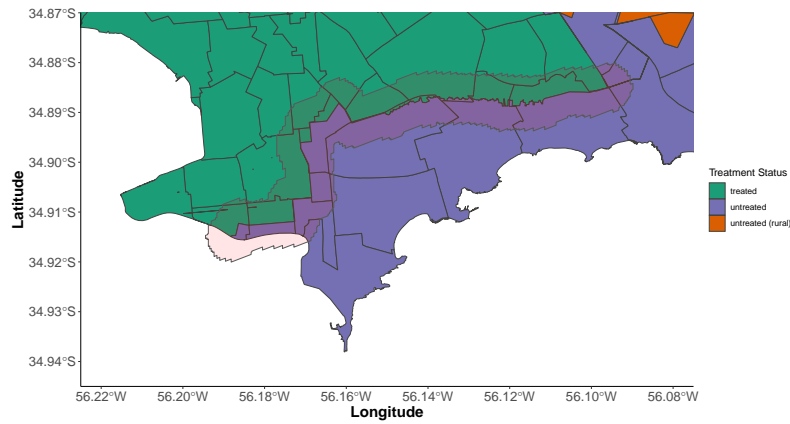 34.87°S
34.88°S
34.89°S
34.90°S
34.91°S
34.92°S
34.93°S
34.94°S
Latitude
56.22°W 56.20°W 56.18°W 56.16°W 56.14°W 56.12°W 56.10°W 56.08°W
Longitude
Treatment Status
treated
untreated
untreated (rural)